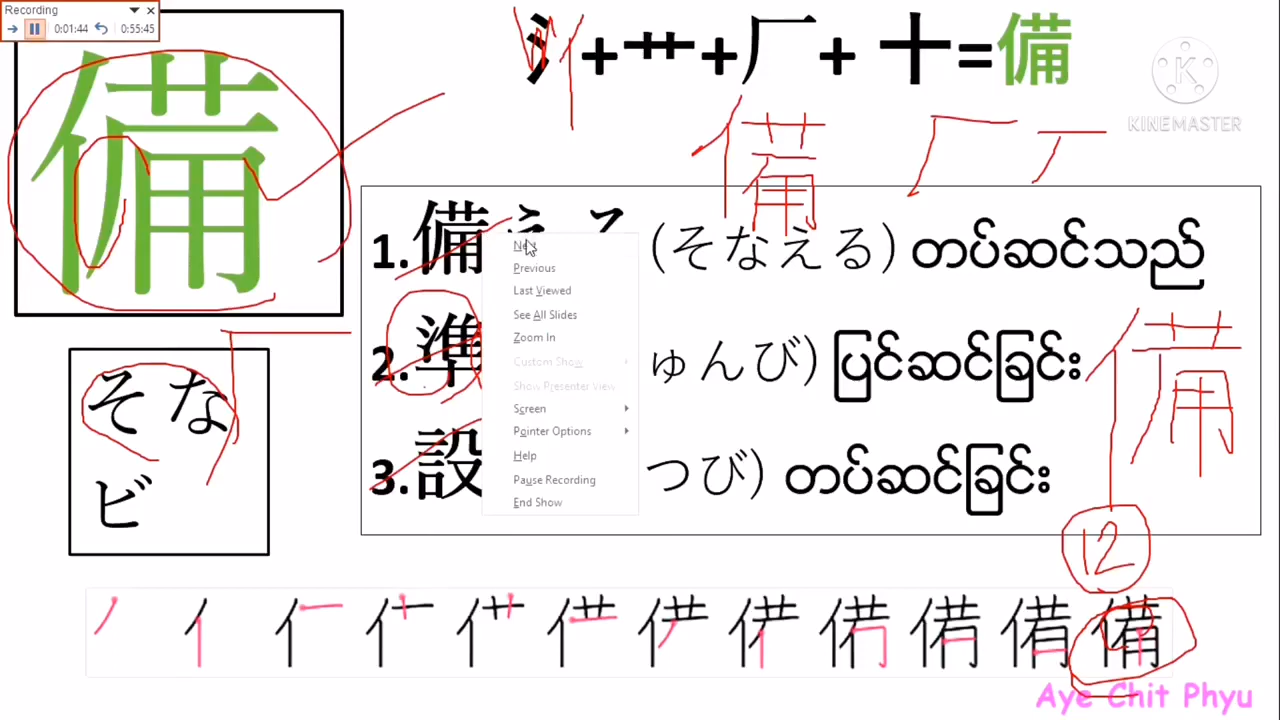 Recording
0:01:44 0:55:45
備
氵+艹+厂+十=備
KINEMASTER
備
1.備える (そなえる) တပ်ဆင်သည်
2.準 ゅんび) ပြင်ဆင်ခြင်း
3.設 つび) တပ်ဆင်ခြင်း
Previous
Last Viewed
See All Slides
Zoom In
Custom Show
Show Presenter View
Screen
Pointer Options
Help
Pause Recording
End Show
備
12
そな
ビ
備
Aye Chit Phyu